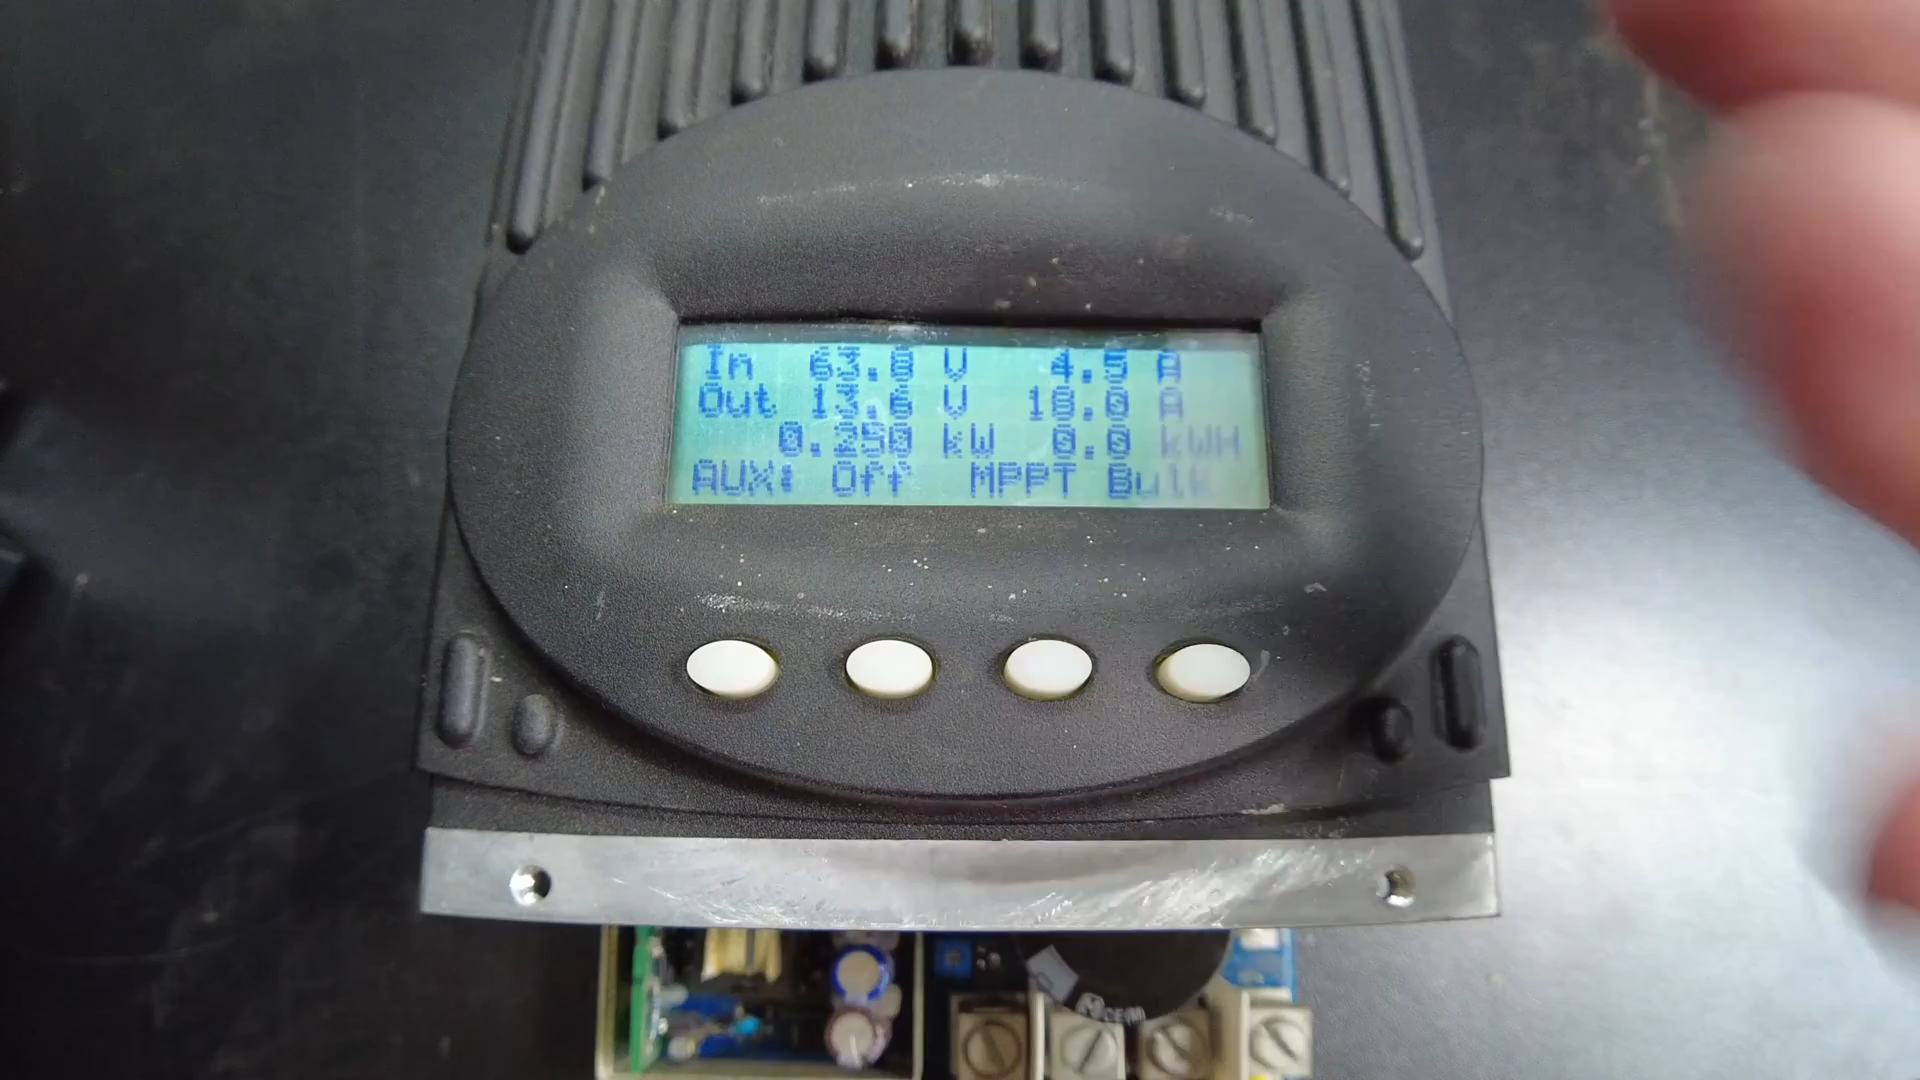 In 63.8 V 4.5 A
Out 13.6 V 18.0 A
0.250 kW 0.0 kWH
AUX: Off MPPT Bulk
CE(M)